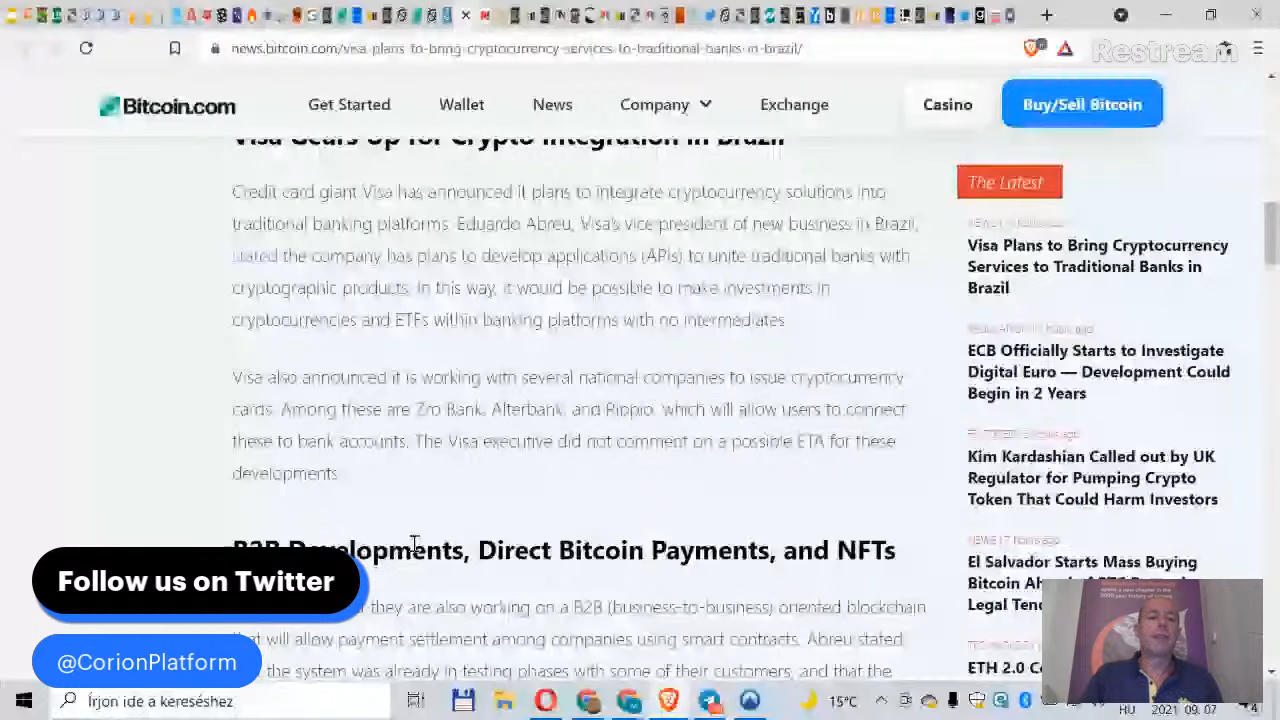 news.bitcoin.com/visa-plans-to-bring-cryptocurrency-services-to-traditional-banks-in-brazil/
Restream
Bitcoin.com
Get Started
Wallet
News
Company
Exchange
Casino
Buy/Sell Bitcoin
Visa Gears Up for Crypto Integration in Brazil
Credit card giant Visa has announced it plans to integrate cryptocurrency solutions into
traditional banking platforms. Eduardo Abreu, Visa's vice president of new business in Brazil,
stated the company has plans to develop applications (APIs) to unite traditional banks with
cryptographic products. In this way, it would be possible to make investments in
cryptocurrencies and ETFs within banking platforms with no intermediates
Visa also announced it is working with several national companies to issue cryptocurrency
cards. Among these are Zro Bank, Alterbank, and Rippio, which will allow users to connect
these to bank accounts. The Visa executive did not comment on a possible ETA for these
developments
B2B Developments, Direct Bitcoin Payments, and NFTs
they are also working on a B2B (business-to-business) oriented blockchain
that will allow payment settlement among companies using smart contracts. Abreu stated
the system was already in testing phases with some of their customers, and that the
The Latest
Visa Plans to Bring Cryptocurrency
Services to Traditional Banks in
Brazil
ECB Officially Starts to Investigate
Digital Euro — Development Could
Begin in 2 Years
Kim Kardashian Called out by UK
Regulator for Pumping Crypto
Token That Could Harm Investors
El Salvador Starts Mass Buying
Bitcoin
Legal
ETH 2.0
Follow us on Twitter
@CorionPlatform
Írjon ide a kereséshez
15°C
HU
2021. 09. 07